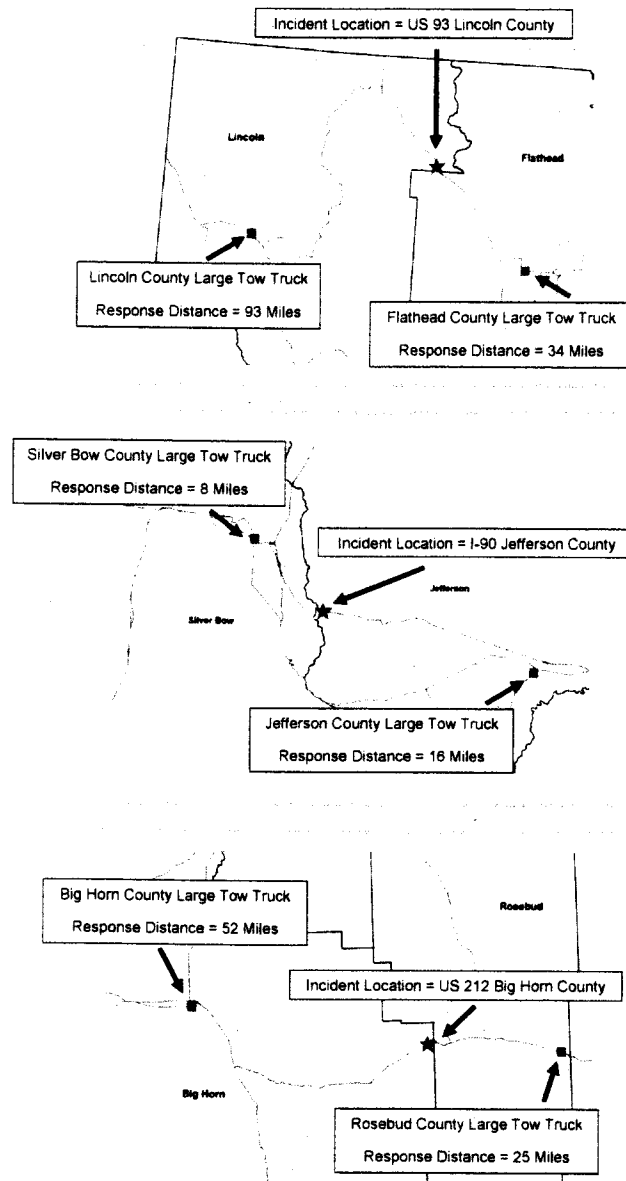 Incident Location = US 93 Lincoln County
Lincoln
Flathead
Lincoln County Large Tow Truck
Response Distance = 93 Miles
Flathead County Large Tow Truck
Response Distance = 34 Miles
Silver Bow County Large Tow Truck
Response Distance = 8 Miles
Incident Location = I-90 Jefferson County
Jefferson
Silver Bow
Jefferson County Large Tow Truck
Response Distance = 16 Miles
Big Horn County Large Tow Truck
Response Distance = 52 Miles
Rosebud
Incident Location = US 212 Big Horn County
Big Horn
Rosebud County Large Tow Truck
Response Distance = 25 Miles